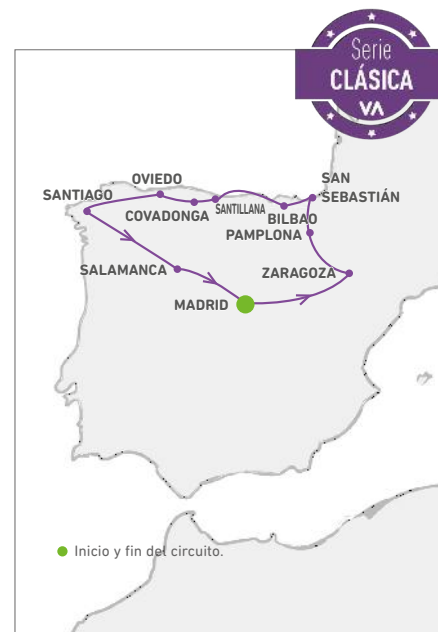 Serie
CLÁSICA
VA
SAN
SEBASTIÁN
OVIEDO
SANTIAGO
COVADONGA
SANTILLANA
BILBAO
PAMPLONA
SALAMANCA
ZARAGOZA
MADRID
Inicio y fin del circuito.